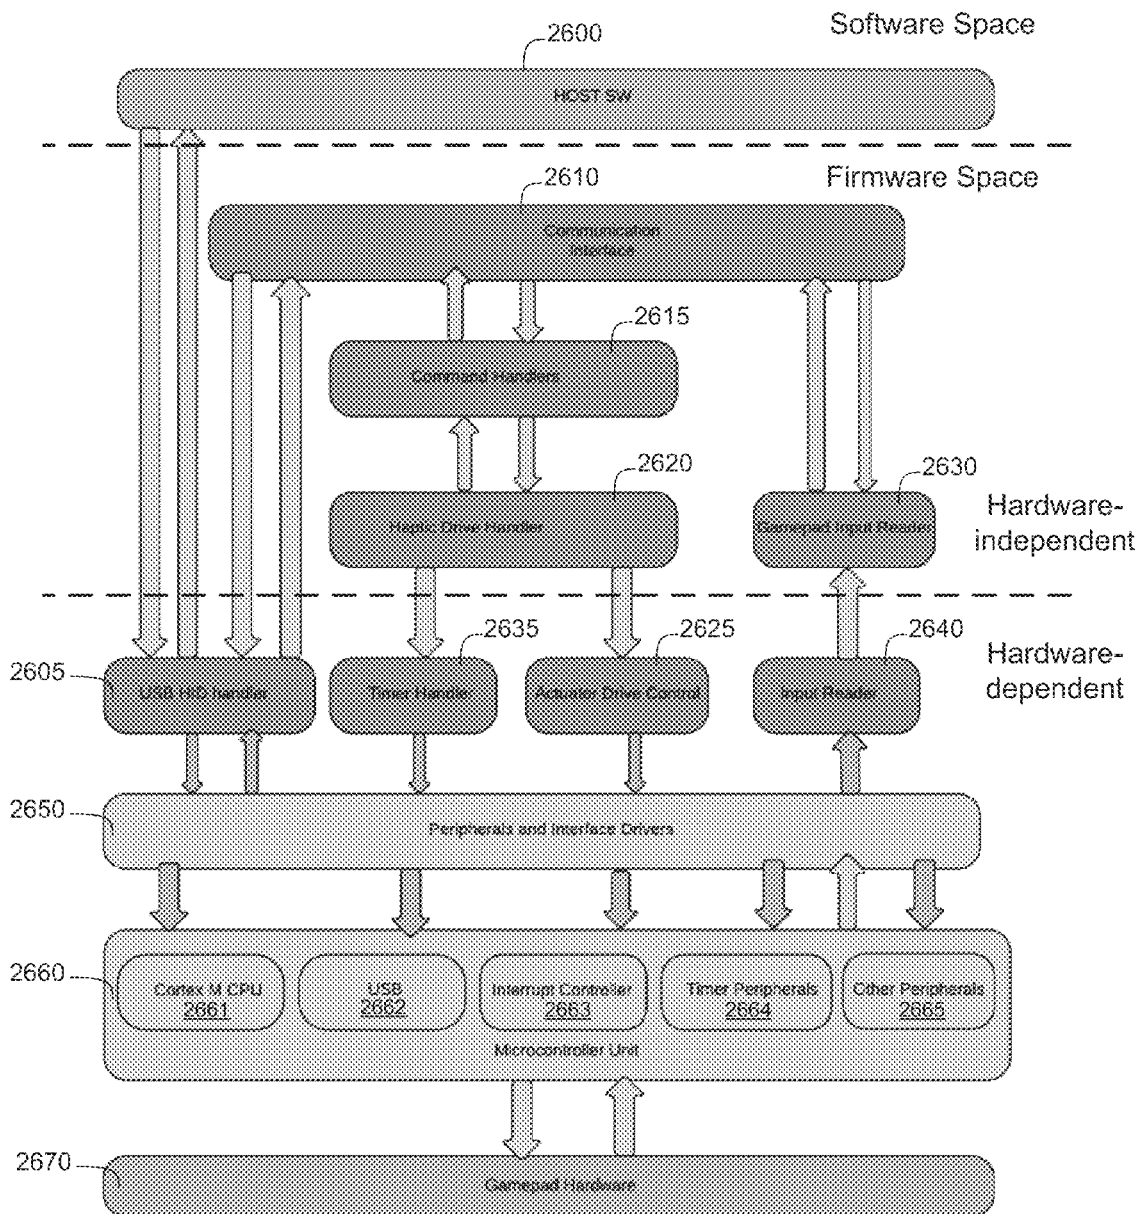 Software Space
2600
HOST SW
Firmware Space
2610
Communication
Interface
2615
Command Handlers
2620
Haptic Drive Handler
2630
Gamepad Input Reader
Hardware-
independent
2605
USB HID handler
2635
Timer Handler
2625
Actuator Drive Control
2640
Input Reader
Hardware-
dependent
2650
Peripherals and Interface Drivers
2660
Cortex M CPU
2661
USB
2662
Interrupt Controller
2663
Timer Peripherals
2664
Other Peripherals
2665
Microcontroller Unit
2670
Gamepad Hardware